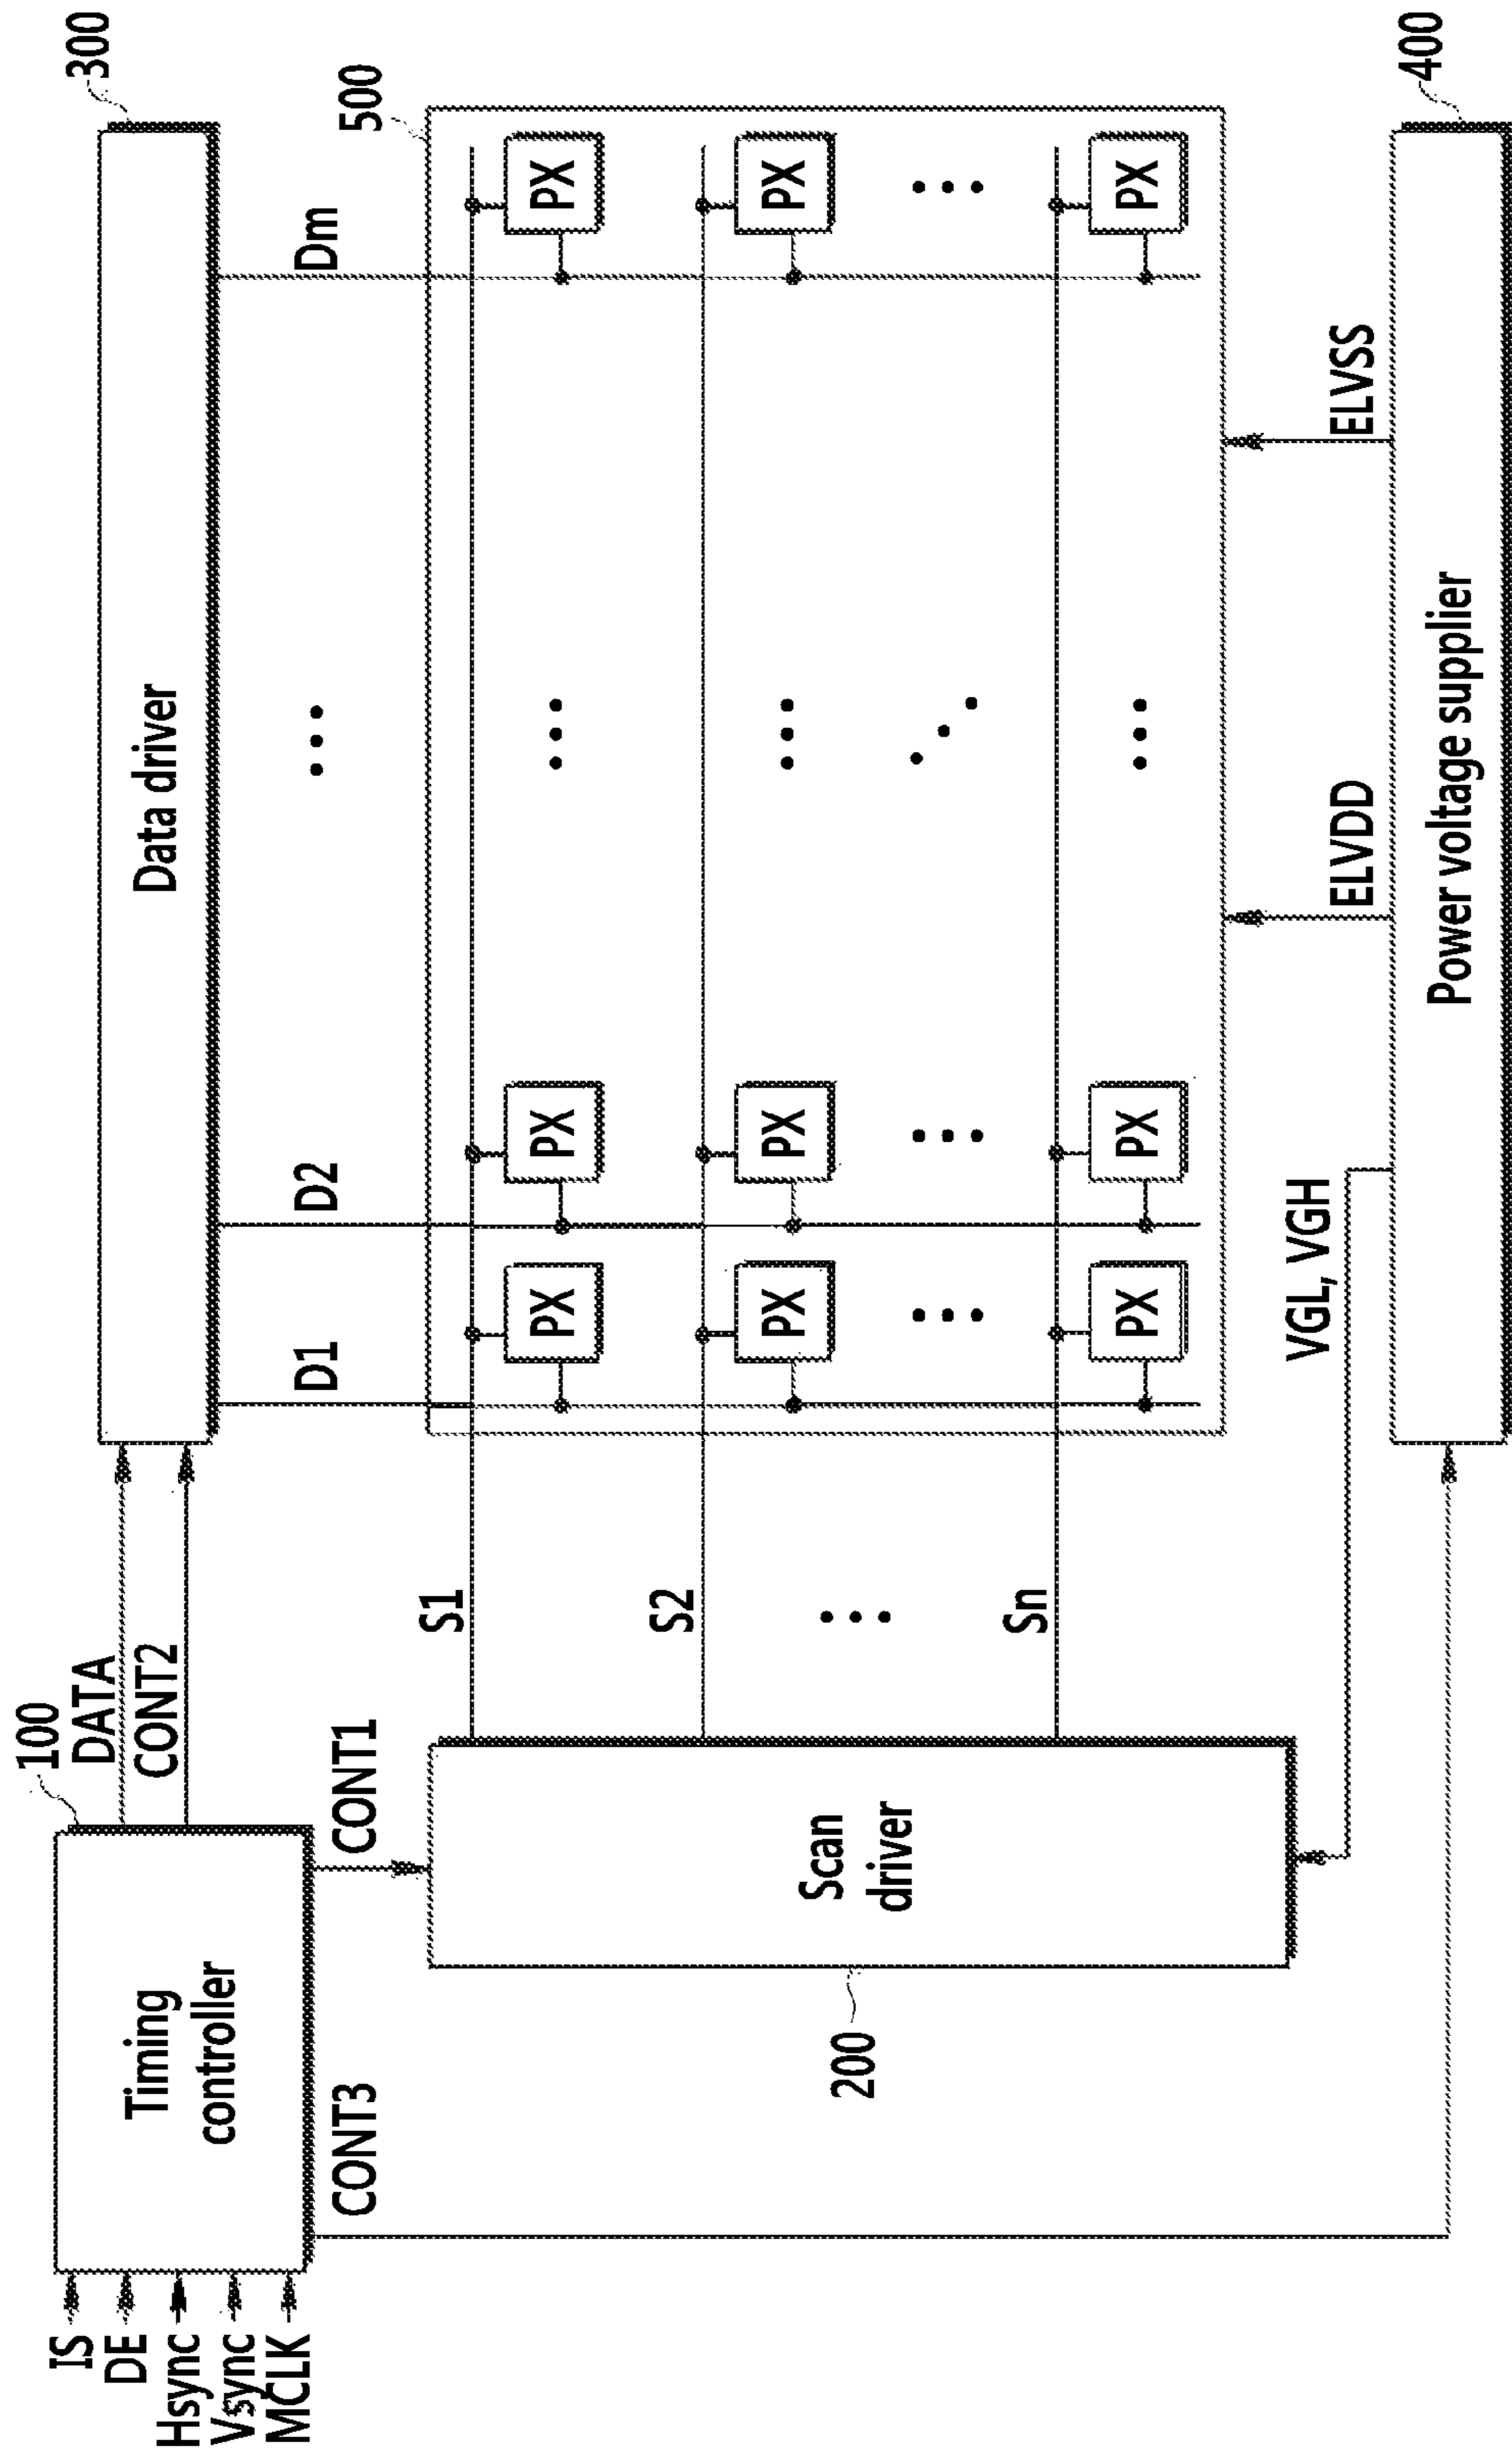 IS
DE
Hsync
Vsync
MCLK
Timing
controller
100
DATA
CONT2
Data driver
300
CONT3
CONT1
D1
D2
Dm
500
S1
PX
PX
PX
S2
PX
PX
PX
Scan
driver
200
Sn
PX
PX
PX
VGL, VGH
ELVDD
ELVSS
Power voltage supplier
400